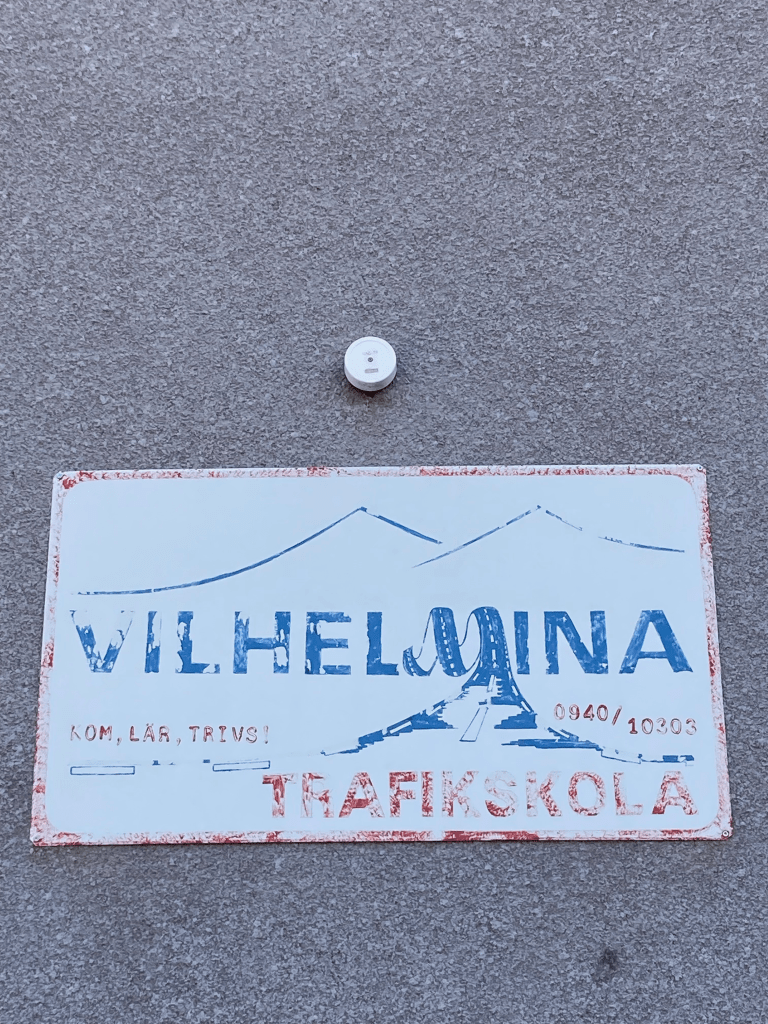 VILHELMINA
KOM, LÄR, TRIVS!
0940/10303
TRAFIKSKOLA